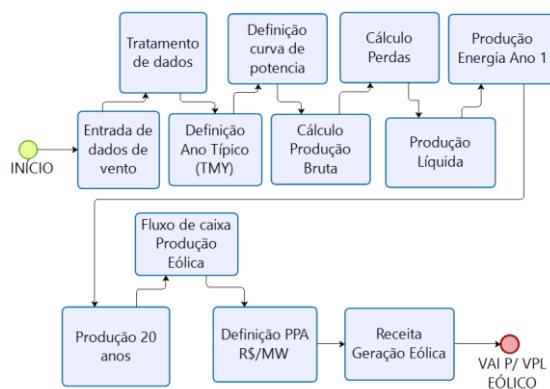 INÍCIO
Entrada de
dados de
vento
Tratamento
de dados
Definição
Ano Típico
(TMY)
Definição
curva de
potencia
Cálculo
Produção
Bruta
Cálculo
Perdas
Produção
Líquida
Produção
Energia Ano 1
Produção 20
anos
Fluxo de caixa
Produção
Eólica
Definição PPA
R$/MW
Receita
Geração Eólica
VAI P/ VPL
EÓLICO